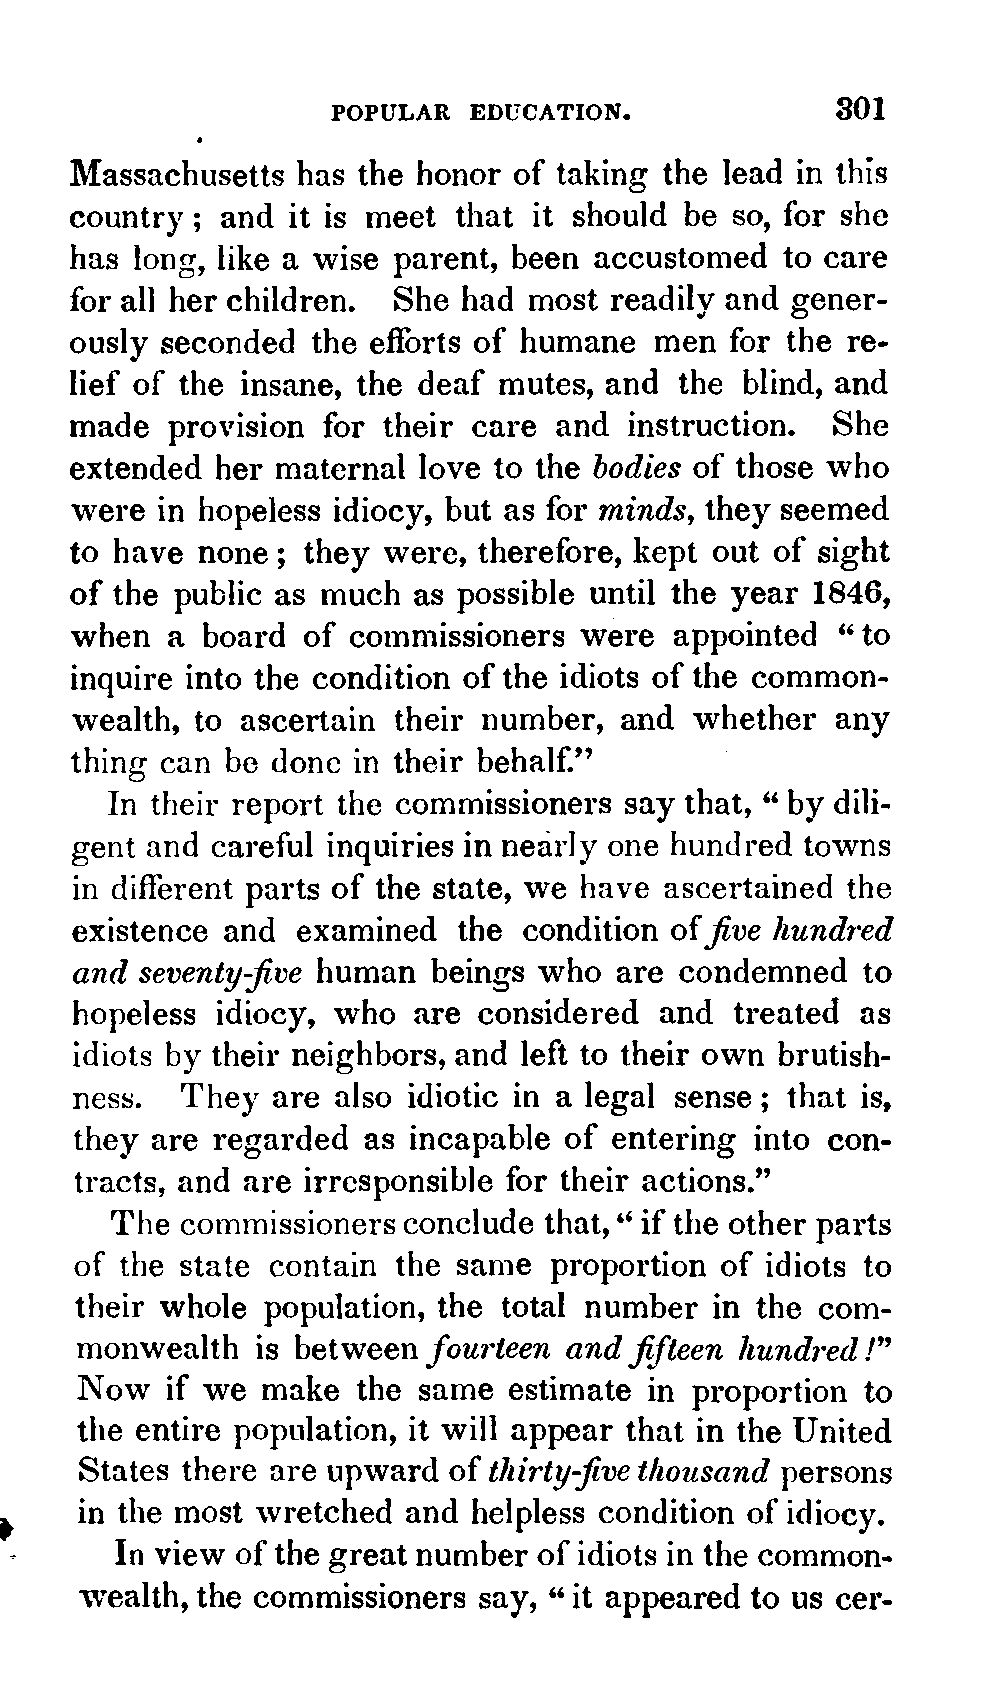 POPULAR EDUCATION. 301
Massachusetts has the honor of taking the lead in this
country; and it is meet that it should be so, for she
has long, like a wise parent, been accustomed to care
for all her children. She had most readily and gener-
ously seconded the efforts of humane men for the re-
lief of the insane, the deaf mutes, and the blind, and
made provision for their care and instruction. She
extended her maternal love to the bodies of those who
were in hopeless idiocy, but as for minds, they seemed
to have none; they were, therefore, kept out of sight
of the public as much as possible until the year 1846,
when a board of commissioners were appointed “to
inquire into the condition of the idiots of the common-
wealth, to ascertain their number, and whether any
thing can be done in their behalf.”
In their report the commissioners say that, “by dili-
gent and careful inquiries in nearly one hundred towns
in different parts of the state, we have ascertained the
existence and examined the condition of five hundred
and seventy-five human beings who are condemned to
hopeless idiocy, who are considered and treated as
idiots by their neighbors, and left to their own brutish-
ness. They are also idiotic in a legal sense; that is,
they are regarded as incapable of entering into con-
tracts, and are irresponsible for their actions.”
The commissioners conclude that, “if the other parts
of the state contain the same proportion of idiots to
their whole population, the total number in the com-
monwealth is between fourteen and fifteen hundred!”
Now if we make the same estimate in proportion to
the entire population, it will appear that in the United
States there are upward of thirty-five thousand persons
in the most wretched and helpless condition of idiocy.
In view of the great number of idiots in the common-
wealth, the commissioners say, “it appeared to us cer-